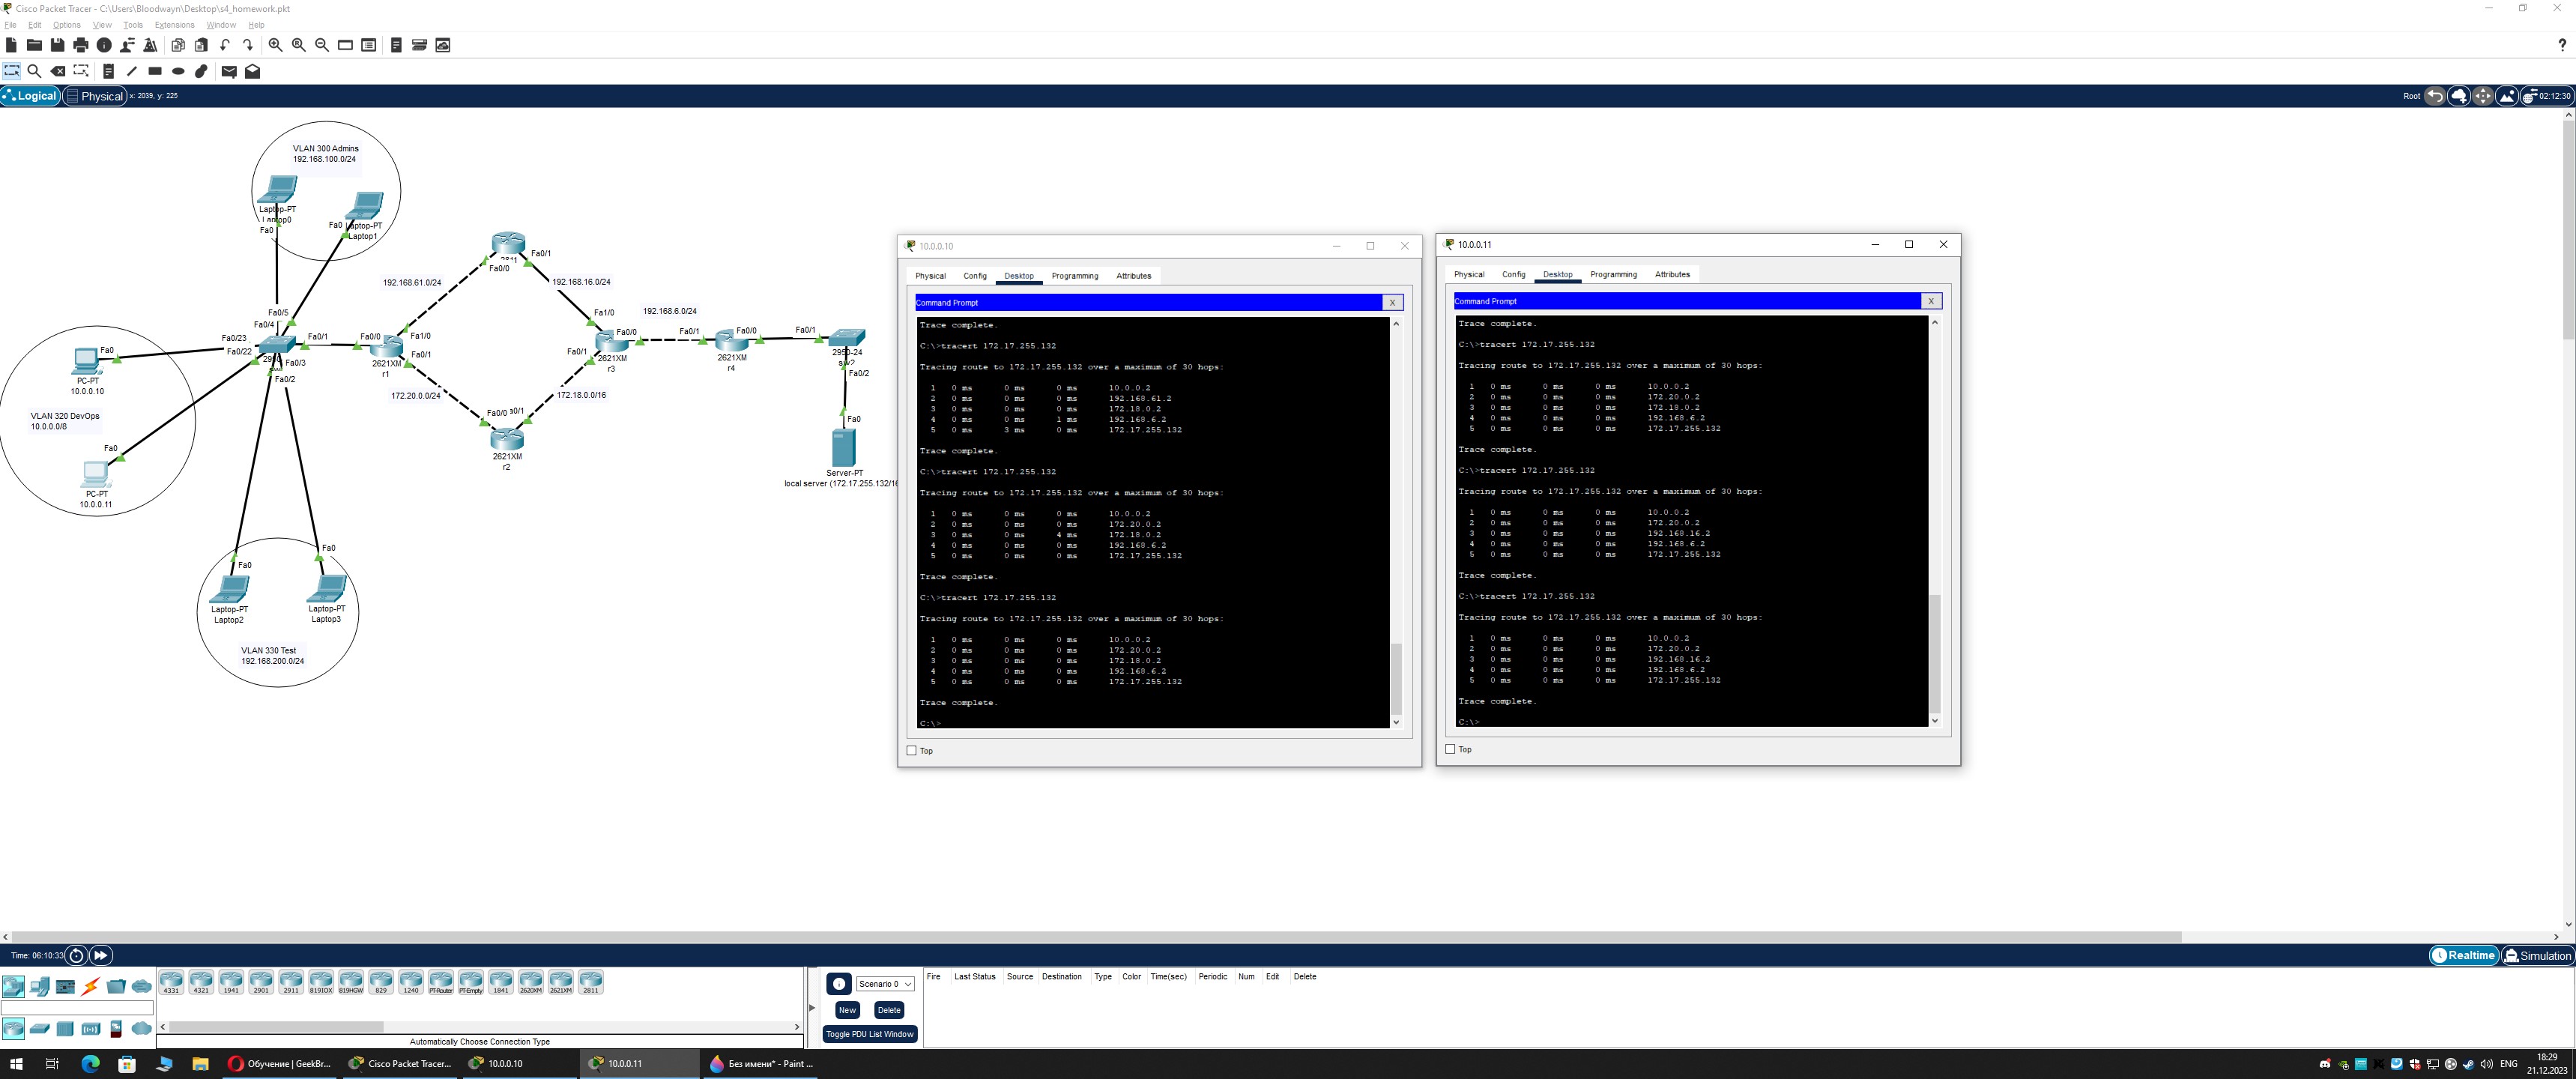 Cisco Packet Tracer - C:\Users\Bloodwayn\Desktop\s4_homework.pkt
File Edit Options View Tools Extensions Window Help
Logical Physical x: 2039, y: 225
Root 02:12:30
VLAN 300 Admins
192.168.100.0/24
Laptop-PT
Laptop0
Fa0
Fa0
Laptop-PT
Laptop1
Fa0/1
Fa0/0
192.168.61.0/24
192.168.16.0/24
Fa0/5
Fa0/4
Fa0/23
Fa0/22
Fa0/1
Fa0/0
Fa1/0
Fa0/1
2621XM
r1
Fa0/3
Fa0/2
Fa1/0
Fa0/0
Fa0/1
2621XM
r3
192.168.6.0/24
Fa0/1
Fa0/0
2621XM
r4
Fa0/1
2950-24
sw2
Fa0/2
Fa0
PC-PT
10.0.0.10
VLAN 320 DevOps
10.0.0.0/8
Fa0
PC-PT
10.0.0.11
172.20.0.0/24
172.18.0.0/16
Fa0/0
2621XM
r2
Fa0
Server-PT
local server (172.17.255.132/16
Fa0
Fa0
Laptop-PT
Laptop2
Laptop-PT
Laptop3
VLAN 330 Test
192.168.200.0/24
10.0.0.10
Physical Config Desktop Programming Attributes
Command Prompt X
Trace complete.
C:\>tracert 172.17.255.132
Tracing route to 172.17.255.132 over a maximum of 30 hops:
1 0 ms 0 ms 0 ms 10.0.0.2
2 0 ms 0 ms 0 ms 192.168.61.2
3 0 ms 0 ms 0 ms 172.18.0.2
4 0 ms 0 ms 1 ms 192.168.6.2
5 0 ms 3 ms 0 ms 172.17.255.132
Trace complete.
C:\>tracert 172.17.255.132
Tracing route to 172.17.255.132 over a maximum of 30 hops:
1 0 ms 0 ms 0 ms 10.0.0.2
2 0 ms 0 ms 0 ms 172.20.0.2
3 0 ms 0 ms 4 ms 172.18.0.2
4 0 ms 0 ms 0 ms 192.168.6.2
5 0 ms 0 ms 0 ms 172.17.255.132
Trace complete.
C:\>tracert 172.17.255.132
Tracing route to 172.17.255.132 over a maximum of 30 hops:
1 0 ms 0 ms 0 ms 10.0.0.2
2 0 ms 0 ms 0 ms 172.20.0.2
3 0 ms 0 ms 0 ms 172.18.0.2
4 0 ms 0 ms 0 ms 192.168.6.2
5 0 ms 0 ms 0 ms 172.17.255.132
Trace complete.
C:\>
Top
10.0.0.11
Physical Config Desktop Programming Attributes
Command Prompt X
Trace complete.
C:\>tracert 172.17.255.132
Tracing route to 172.17.255.132 over a maximum of 30 hops:
1 0 ms 0 ms 0 ms 10.0.0.2
2 0 ms 0 ms 0 ms 172.20.0.2
3 0 ms 0 ms 0 ms 172.18.0.2
4 0 ms 0 ms 0 ms 192.168.6.2
5 0 ms 0 ms 0 ms 172.17.255.132
Trace complete.
C:\>tracert 172.17.255.132
Tracing route to 172.17.255.132 over a maximum of 30 hops:
1 0 ms 0 ms 0 ms 10.0.0.2
2 0 ms 0 ms 0 ms 172.20.0.2
3 0 ms 0 ms 0 ms 192.168.16.2
4 0 ms 0 ms 0 ms 192.168.6.2
5 0 ms 0 ms 0 ms 172.17.255.132
Trace complete.
C:\>tracert 172.17.255.132
Tracing route to 172.17.255.132 over a maximum of 30 hops:
1 0 ms 0 ms 0 ms 10.0.0.2
2 0 ms 0 ms 0 ms 172.20.0.2
3 0 ms 0 ms 0 ms 192.168.16.2
4 0 ms 0 ms 0 ms 192.168.6.2
5 0 ms 0 ms 0 ms 172.17.255.132
Trace complete.
C:\>
Top
Time: 06:10:33
Realtime Simulation
4331 4321 1941 2901 2911 819IOX 819HGW 829 1240 PT-Router PT-Empty 1841 2620XM 2621XM 2811
Automatically Choose Connection Type
Scenario 0
New Delete
Toggle PDU List Window
Fire Last Status Source Destination Type Color Time(sec) Periodic Num Edit Delete
Обучение | GeekBr... Cisco Packet Tracer... 10.0.0.10 10.0.0.11 Без имени* - Paint ...
ENG 18:29
21.12.2023